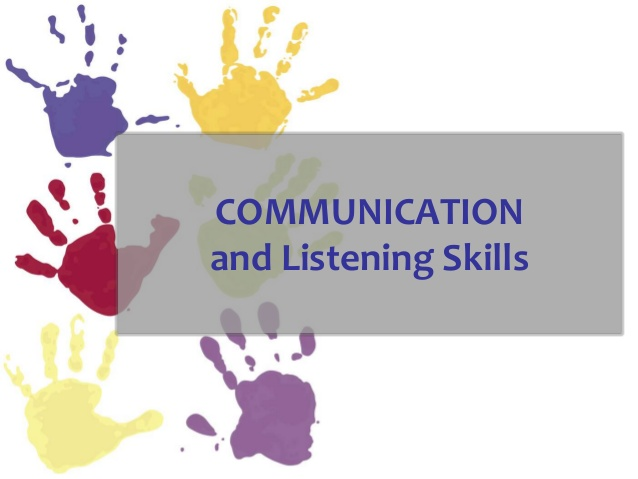 COMMUNICATION
and Listening Skills